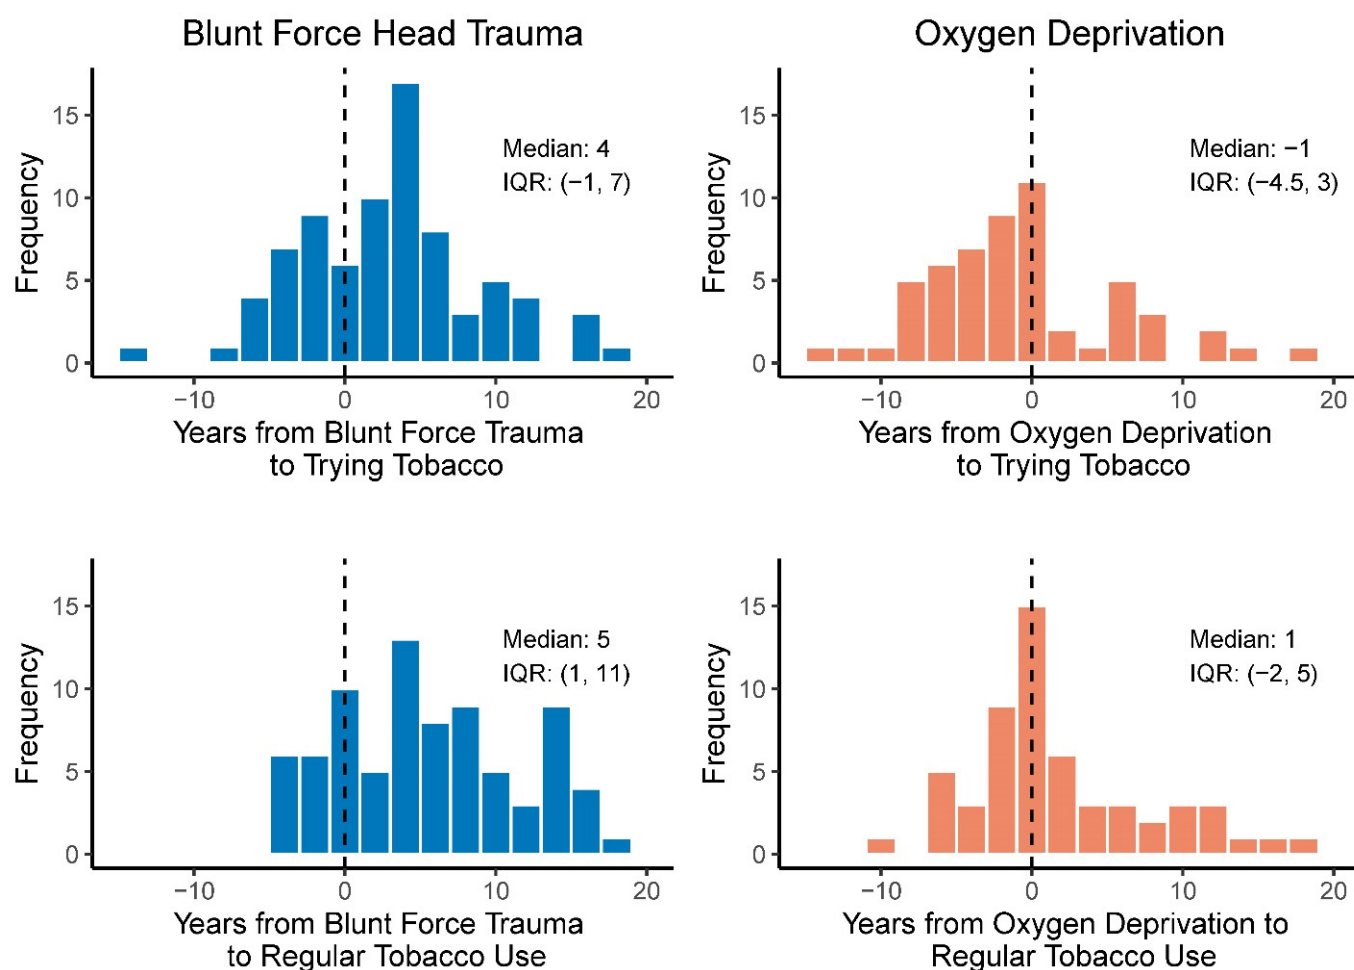 Blunt Force Head Trauma
Frequency
15
10
5
0
Median: 4
IQR: (−1, 7)
−10
0
10
20
Years from Blunt Force Trauma
to Trying Tobacco
Oxygen Deprivation
Frequency
15
10
5
0
Median: −1
IQR: (−4.5, 3)
−10
0
10
20
Years from Oxygen Deprivation
to Trying Tobacco
Frequency
15
10
5
0
Median: 5
IQR: (1, 11)
−10
0
10
20
Years from Blunt Force Trauma
to Regular Tobacco Use
Frequency
15
10
5
0
Median: 1
IQR: (−2, 5)
−10
0
10
20
Years from Oxygen Deprivation to
Regular Tobacco Use